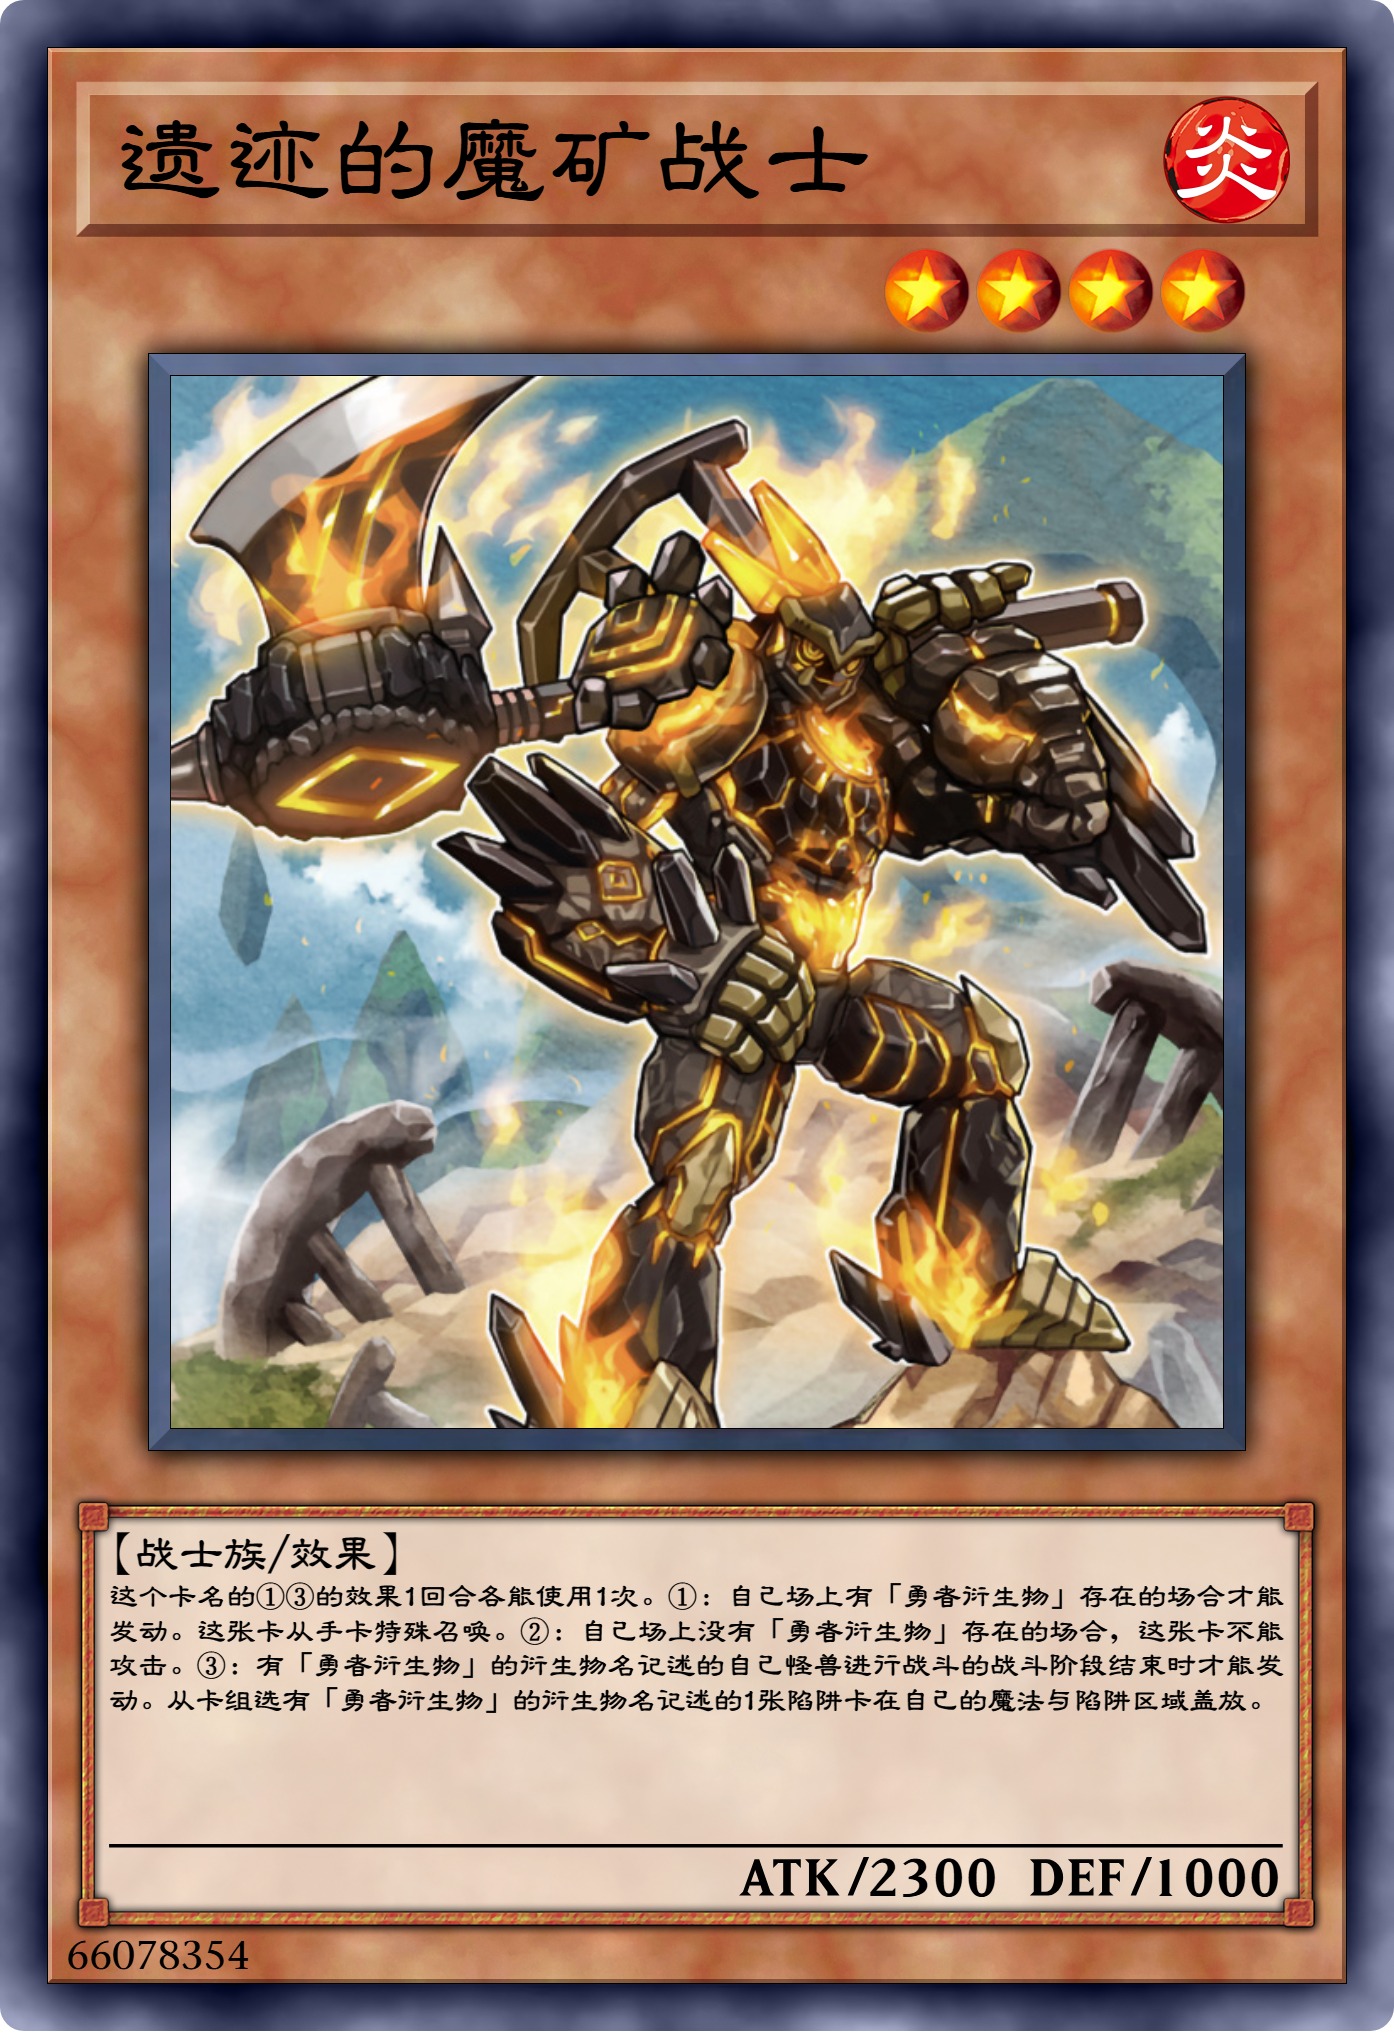 遗迹的魔矿战士
炎
【战士族/效果】
这个卡名的①③的效果1回合各能使用1次。①：自己场上有「勇者衍生物」存在的场合才能
发动。这张卡从手卡特殊召唤。②：自己场上没有「勇者衍生物」存在的场合，这张卡不能
攻击。③：有「勇者衍生物」的衍生物名记述的自己怪兽进行战斗的战斗阶段结束时才能发
动。从卡组选有「勇者衍生物」的衍生物名记述的1张陷阱卡在自己的魔法与陷阱区域盖放。
ATK/2300 DEF/1000
66078354